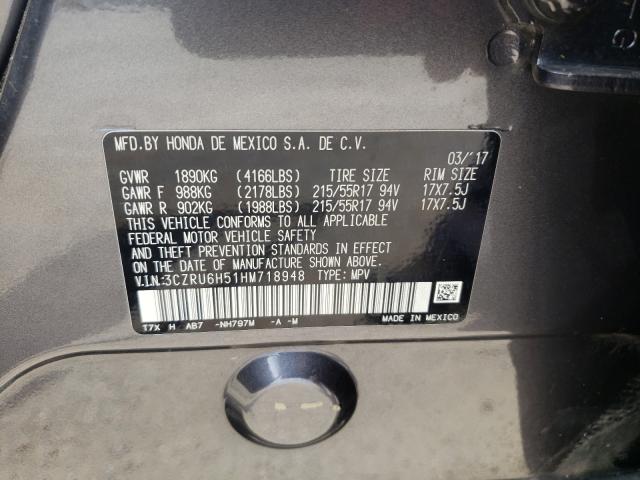 MFD.BY HONDA DE MEXICO S.A. DE C.V.
03/'17
GVWR 1890KG (4166LBS) TIRE SIZE RIM SIZE
GAWR F 988KG (2178LBS) 215/55R17 94V 17X7.5J
GAWR R 902KG (1988LBS) 215/55R17 94V 17X7.5J
THIS VEHICLE CONFORMS TO ALL APPLICABLE
FEDERAL MOTOR VEHICLE SAFETY
AND THEFT PREVENTION STANDARDS IN EFFECT
ON THE DATE OF MANUFACTURE SHOWN ABOVE.
V.I.N.:3CZRU6H51HM718948 TYPE: MPV
T7X H AB7 -NH797M -A -M MADE IN MEXICO